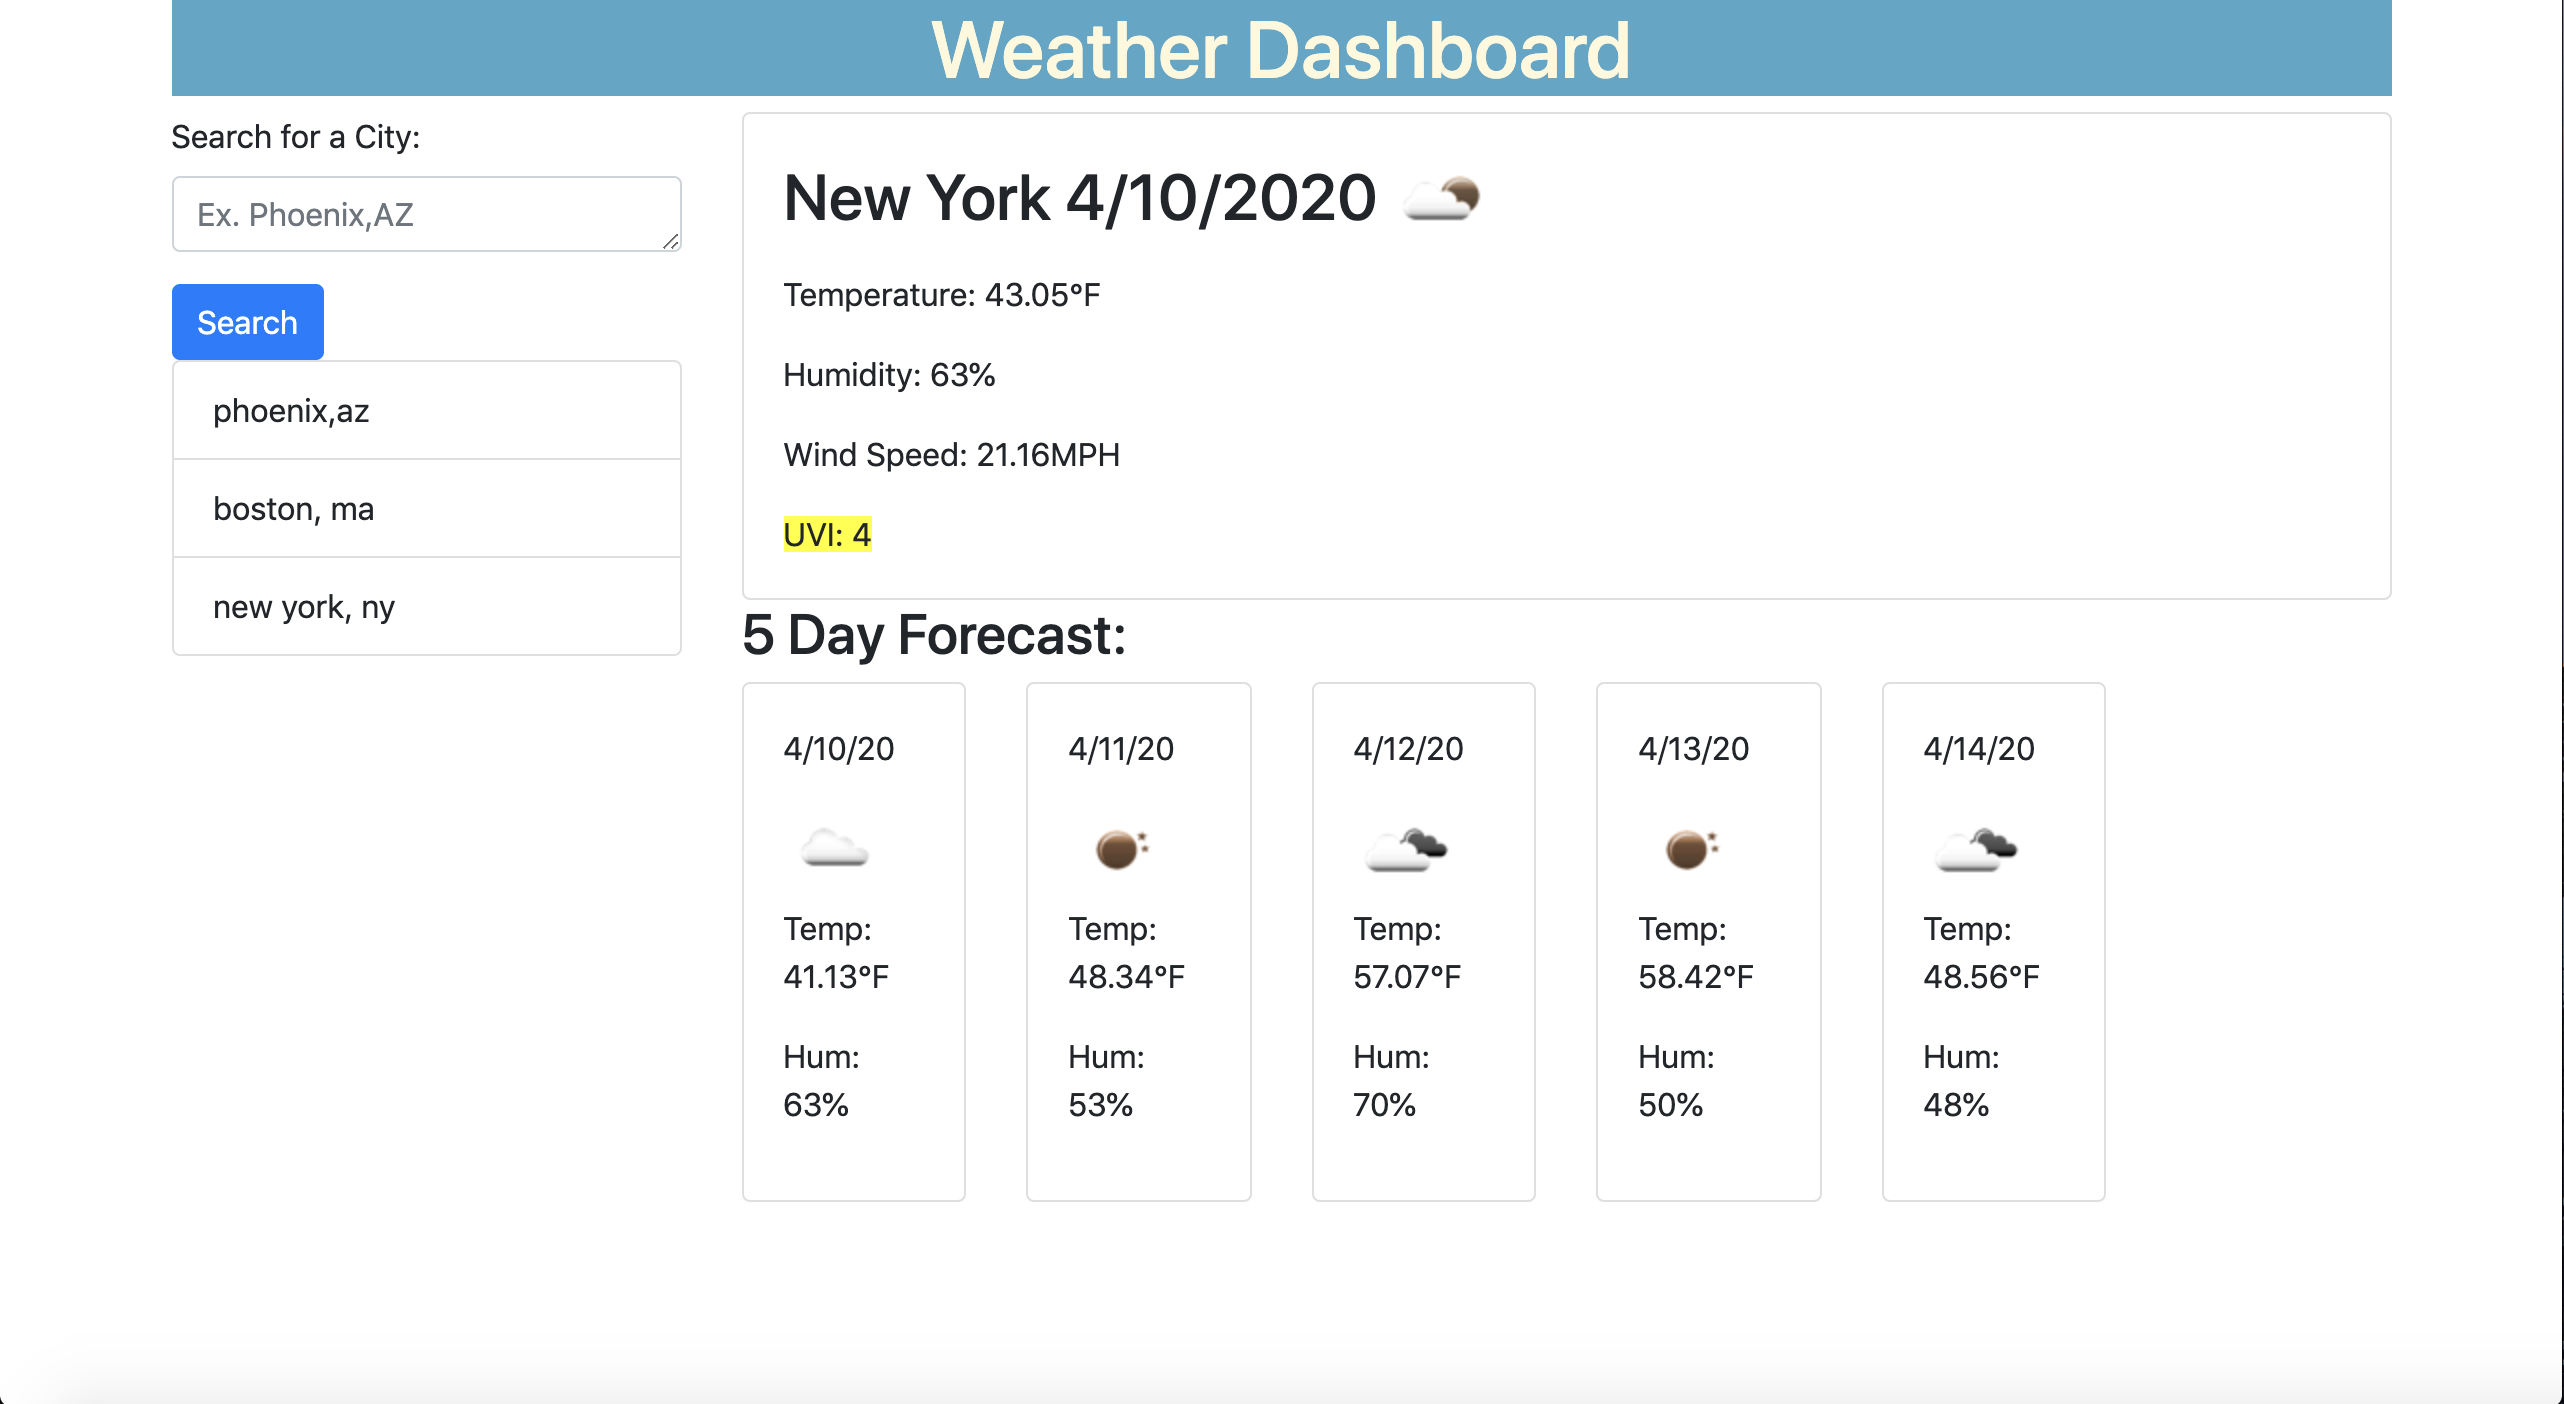 Weather Dashboard
Search for a City:
Ex. Phoenix,AZ
Search
phoenix,az
boston, ma
new york, ny
New York 4/10/2020
Temperature: 43.05°F
Humidity: 63%
Wind Speed: 21.16MPH
UVI: 4
5 Day Forecast:
4/10/20
Temp:
41.13°F
Hum:
63%
4/11/20
Temp:
48.34°F
Hum:
53%
4/12/20
Temp:
57.07°F
Hum:
70%
4/13/20
Temp:
58.42°F
Hum:
50%
4/14/20
Temp:
48.56°F
Hum:
48%